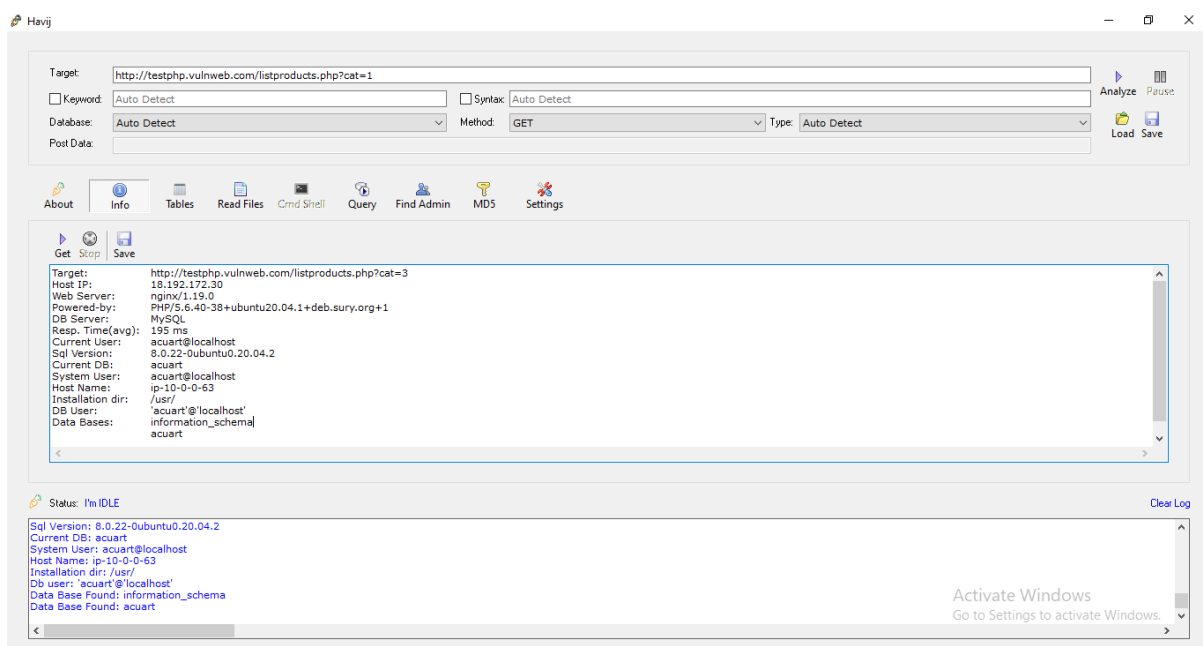 Havij
Target: http://testphp.vulnweb.com/listproducts.php?cat=1
Analyze Pause
Keyword: Auto Detect Syntax: Auto Detect
Database: Auto Detect Method: GET Type: Auto Detect
Load Save
Post Data:
About Info Tables Read Files Cmd Shell Query Find Admin MD5 Settings
Get Stop Save
Target: http://testphp.vulnweb.com/listproducts.php?cat=3
Host IP: 18.192.172.30
Web Server: nginx/1.19.0
Powered-by: PHP/5.6.40-38+ubuntu20.04.1+deb.sury.org+1
DB Server: MySQL
Resp. Time(avg): 195 ms
Current User: acuart@localhost
Sql Version: 8.0.22-0ubuntu0.20.04.2
Current DB: acuart
System User: acuart@localhost
Host Name: ip-10-0-0-63
Installation dir: /usr/
DB User: 'acuart'@'localhost'
Data Bases: information_schema
acuart
Status: I'm IDLE Clear Log
Sql Version: 8.0.22-0ubuntu0.20.04.2
Current DB: acuart
System User: acuart@localhost
Host Name: ip-10-0-0-63
Installation dir: /usr/
Db user: 'acuart'@'localhost'
Data Base Found: information_schema
Data Base Found: acuart
Activate Windows
Go to Settings to activate Windows.